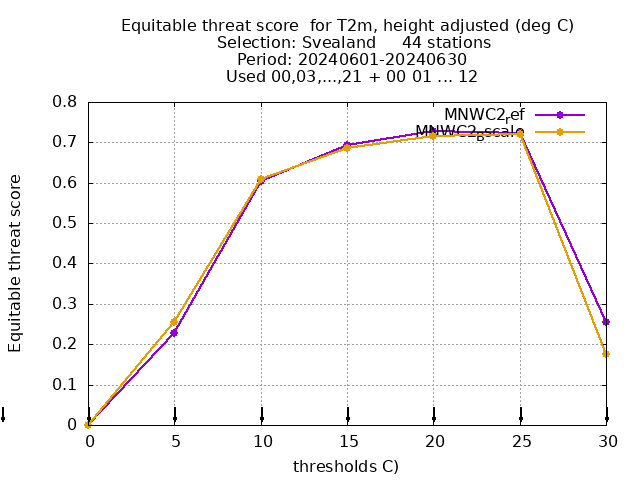 Equitable threat score  for T2m, height adjusted (deg C)
Selection: Svealand     44 stations
Period: 20240601-20240630
Used 00,03,...,21 + 00 01 ... 12
MNWC2ref
MNWC2gscale
0.8
0.7
0.6
0.5
0.4
0.3
0.2
0.1
0
Equitable threat score
0 5 10 15 20 25 30
thresholds C)